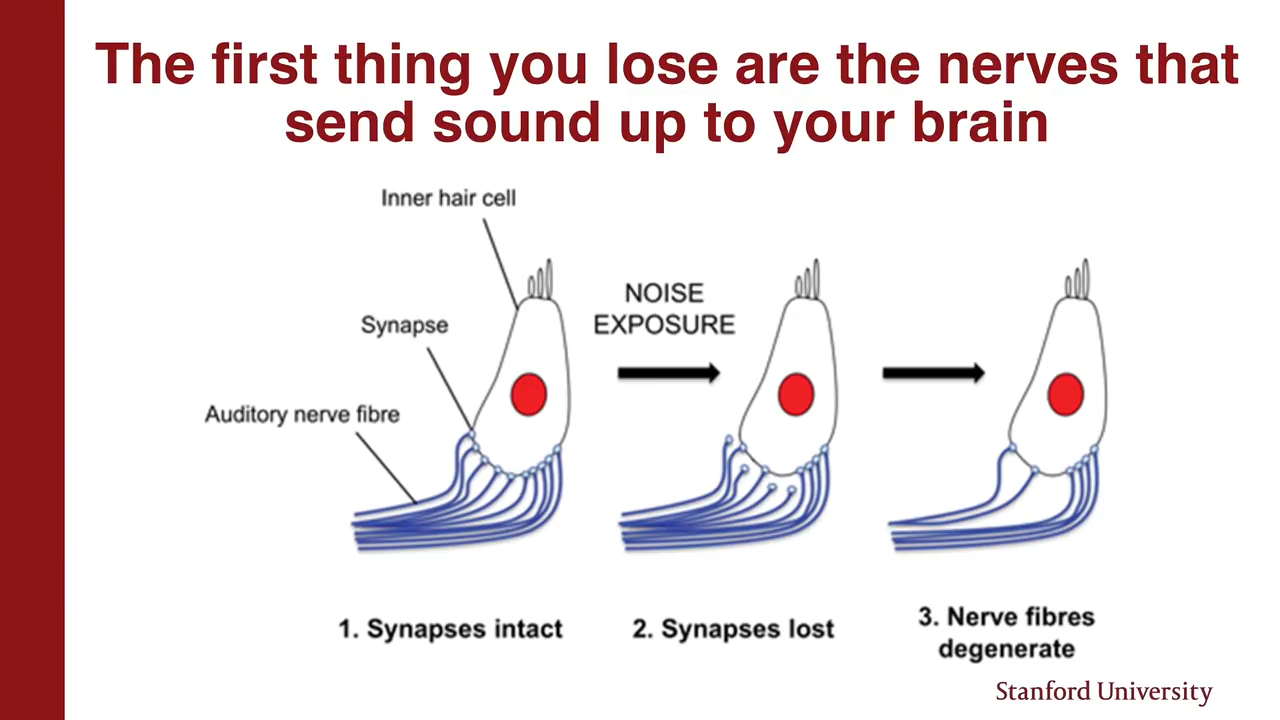 The first thing you lose are the nerves that
send sound up to your brain
Inner hair cell
NOISE
EXPOSURE
Synapse
Auditory nerve fibre
1. Synapses intact
2. Synapses lost
3. Nerve fibres
degenerate
Stanford University